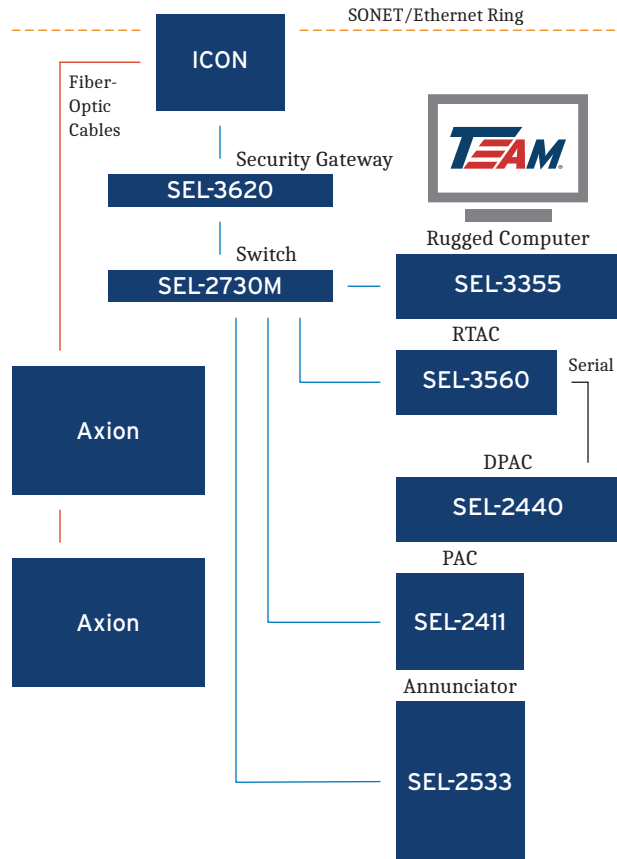 SONET/Ethernet Ring
ICON
Fiber-
Optic
Cables
Security Gateway
SEL-3620
TEAM
Rugged Computer
Switch
SEL-2730M
SEL-3355
RTAC
SEL-3560
Serial
Axion
DPAC
SEL-2440
PAC
Axion
SEL-2411
Annunciator
SEL-2533